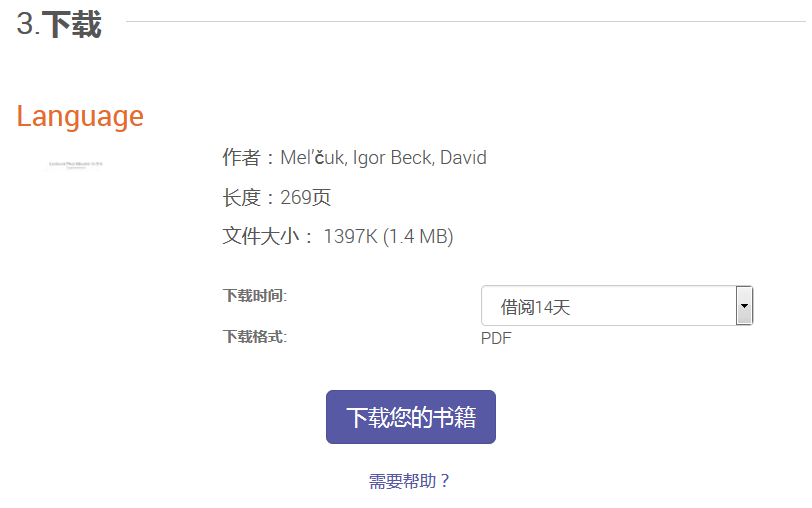 3.下载
Language
作者：Mel'čuk, Igor Beck, David
长度：269页
文件大小： 1397K (1.4 MB)
下载时间:
借阅14天
下载格式:
PDF
下载您的书籍
需要帮助？